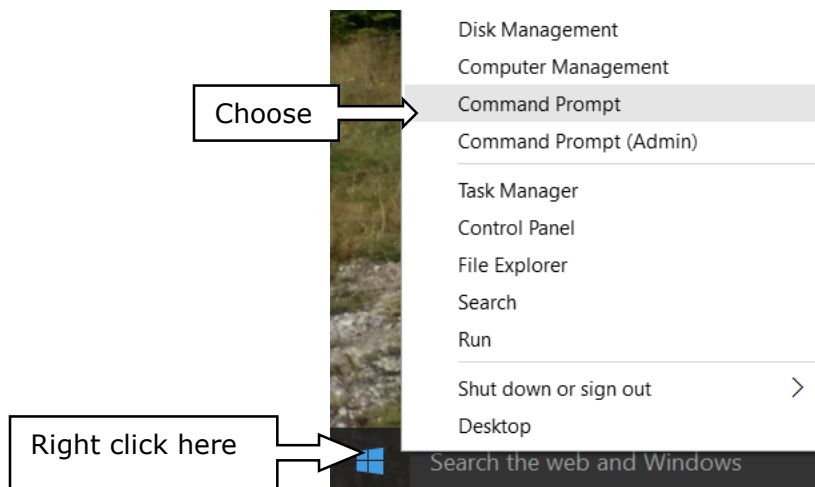 Disk Management
Computer Management
Choose
Command Prompt
Command Prompt (Admin)
Task Manager
Control Panel
File Explorer
Search
Run
Shut down or sign out
Desktop
Right click here
Search the web and Windows